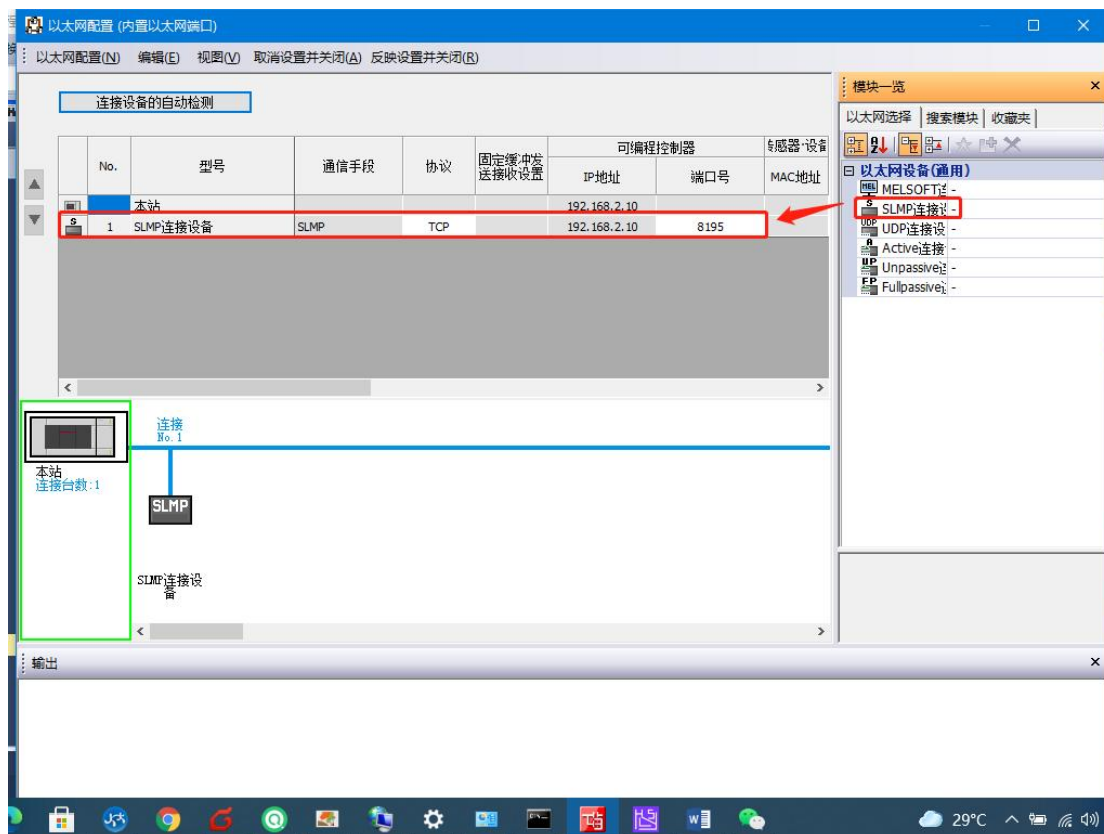 以太网配置 (内置以太网端口)
以太网配置(N) 编辑(E) 视图(V) 取消设置并关闭(A) 反映设置并关闭(R)
连接设备的自动检测
No. 型号 通信手段 协议 固定缓冲发送接收设置 可编程控制器 IP地址 端口号 MAC地址
本站 192.168.2.10
1 SLMP连接设备 SLMP TCP 192.168.2.10 8195
连接
No.1
本站
连接台数:1
SLMP
SLMP连接设
备
模块一览
以太网选择 搜索模块 收藏夹
以太网设备(通用)
MELSOFT -
SLMP连接 -
UDP连接设 -
Active连接 -
Unpassive -
Fullpassive -
输出
29°C